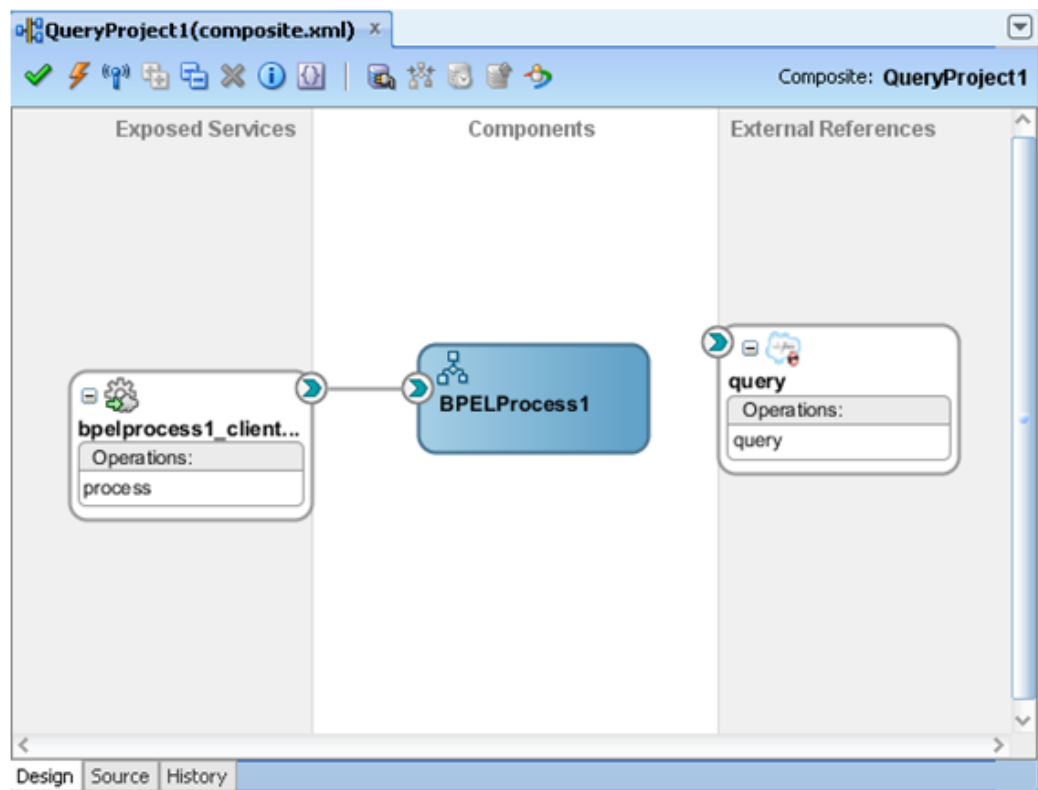 QueryProject1(composite.xml)
Composite: QueryProject1
Exposed Services
Components
External References
bpelprocess1_client...
Operations:
process
BPELProcess1
query
Operations:
query
Design Source History